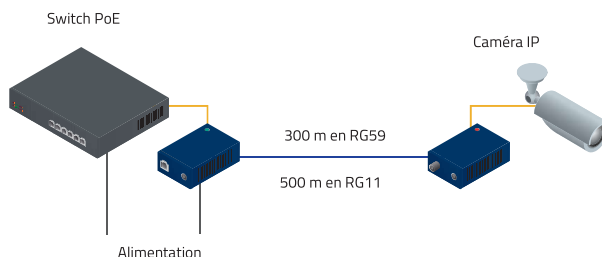 Switch PoE
Caméra IP
300 m en RG59
500 m en RG11
Alimentation